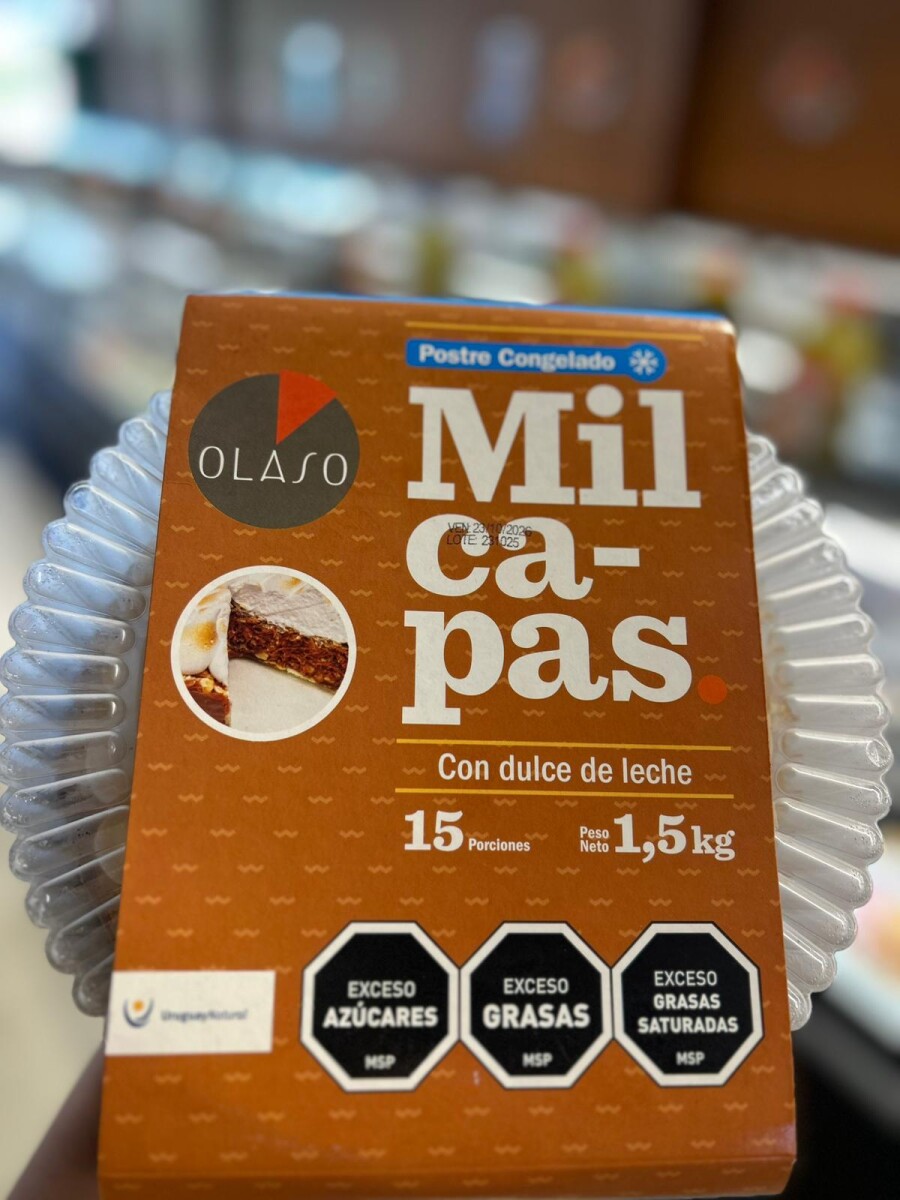 Postre Congelado
OLASO
Mil
ca-
pas.
VEN: 23/10/2026
LOTE: 231025
Con dulce de leche
15 Porciones
Peso Neto 1,5 kg
UruguayNatural
EXCESO
AZÚCARES
MSP
EXCESO
GRASAS
MSP
EXCESO
GRASAS
SATURADAS
MSP